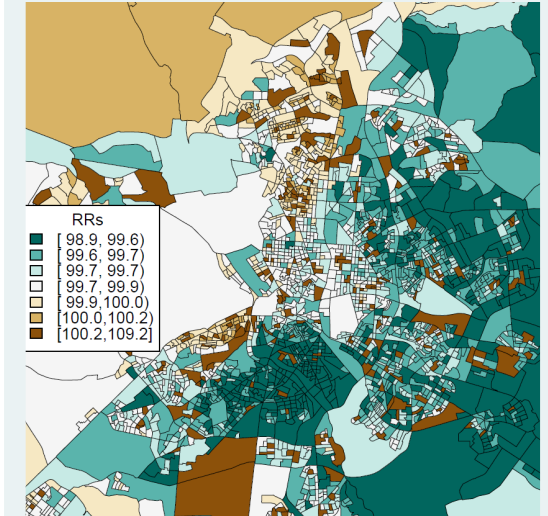 RRs
[ 98.9, 99.6)
[ 99.6, 99.7)
[ 99.7, 99.7)
[ 99.7, 99.9)
[ 99.9,100.0)
[100.0,100.2)
[100.2,109.2]